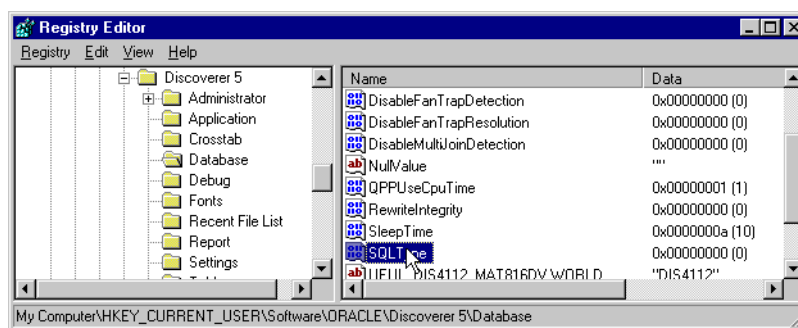 Registry Editor
Registry Edit View Help
Discoverer 5
Administrator
Application
Crosstab
Database
Debug
Fonts
Recent File List
Report
Settings
Name Data
DisableFanTrapDetection 0x00000000 (0)
DisableFanTrapResolution 0x00000000 (0)
DisableMultiJoinDetection 0x00000000 (0)
NullValue ""
QPPUseCpuTime 0x00000001 (1)
RewriteIntegrity 0x00000000 (0)
SleepTime 0x0000000a (10)
SQLType 0x00000000 (0)
"DIS4112"
My Computer\HKEY_CURRENT_USER\Software\ORACLE\Discoverer 5\Database